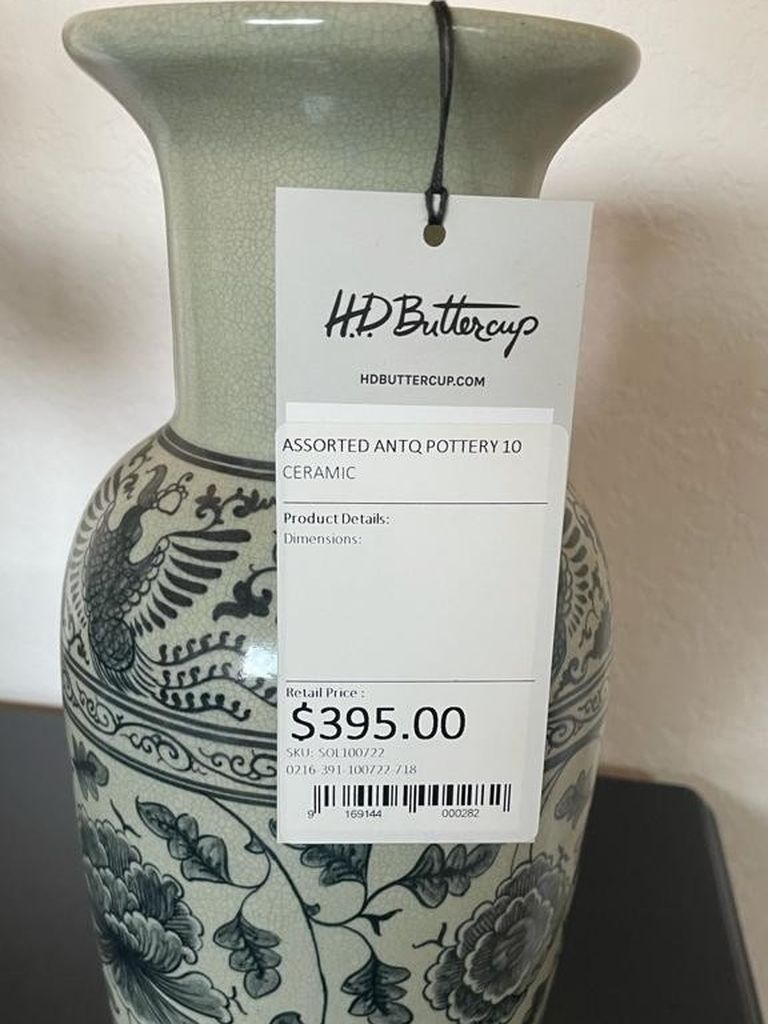 H.D. Buttercup
HDBUTTERCUP.COM
ASSORTED ANTQ POTTERY 10
CERAMIC
Product Details:
Dimensions:
Retail Price :
$395.00
SKU: SOL100722
0216-391-100722-718
9 169144 000282